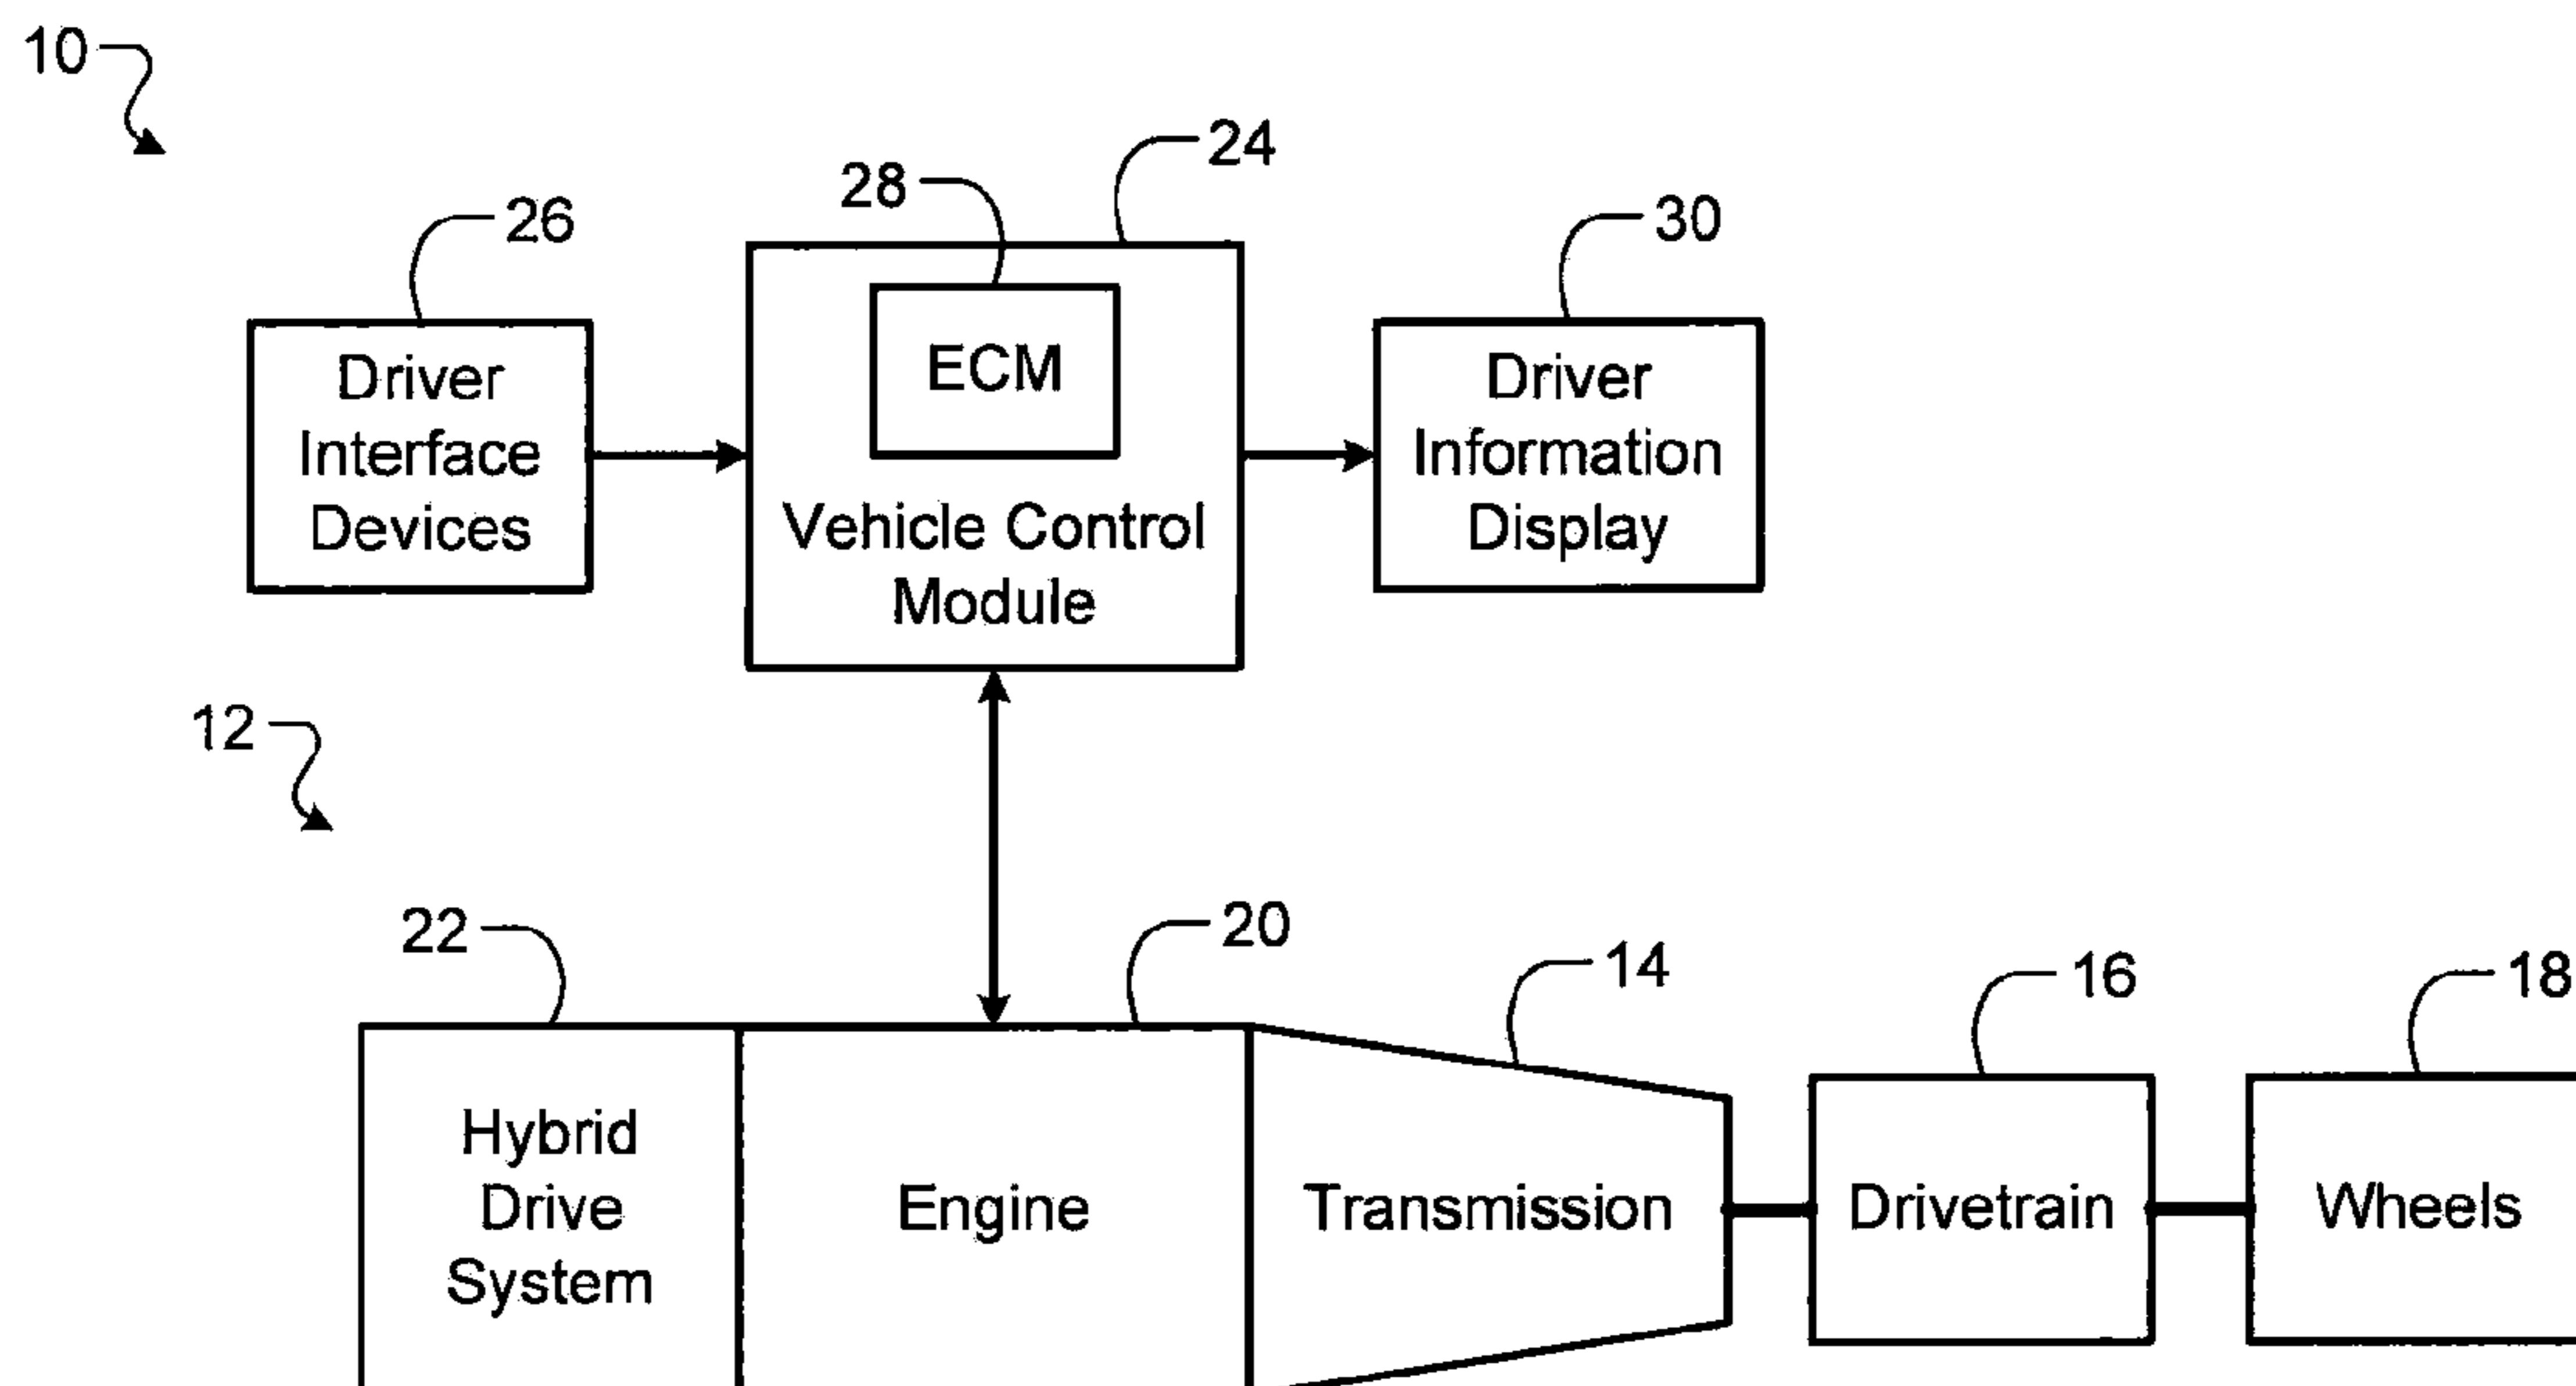 10
24
28
26
30
ECM
Driver
Interface
Devices
Vehicle Control
Module
Driver
Information
Display
12
22
20
14
16
18
Hybrid
Drive
System
Engine
Transmission
Drivetrain
Wheels